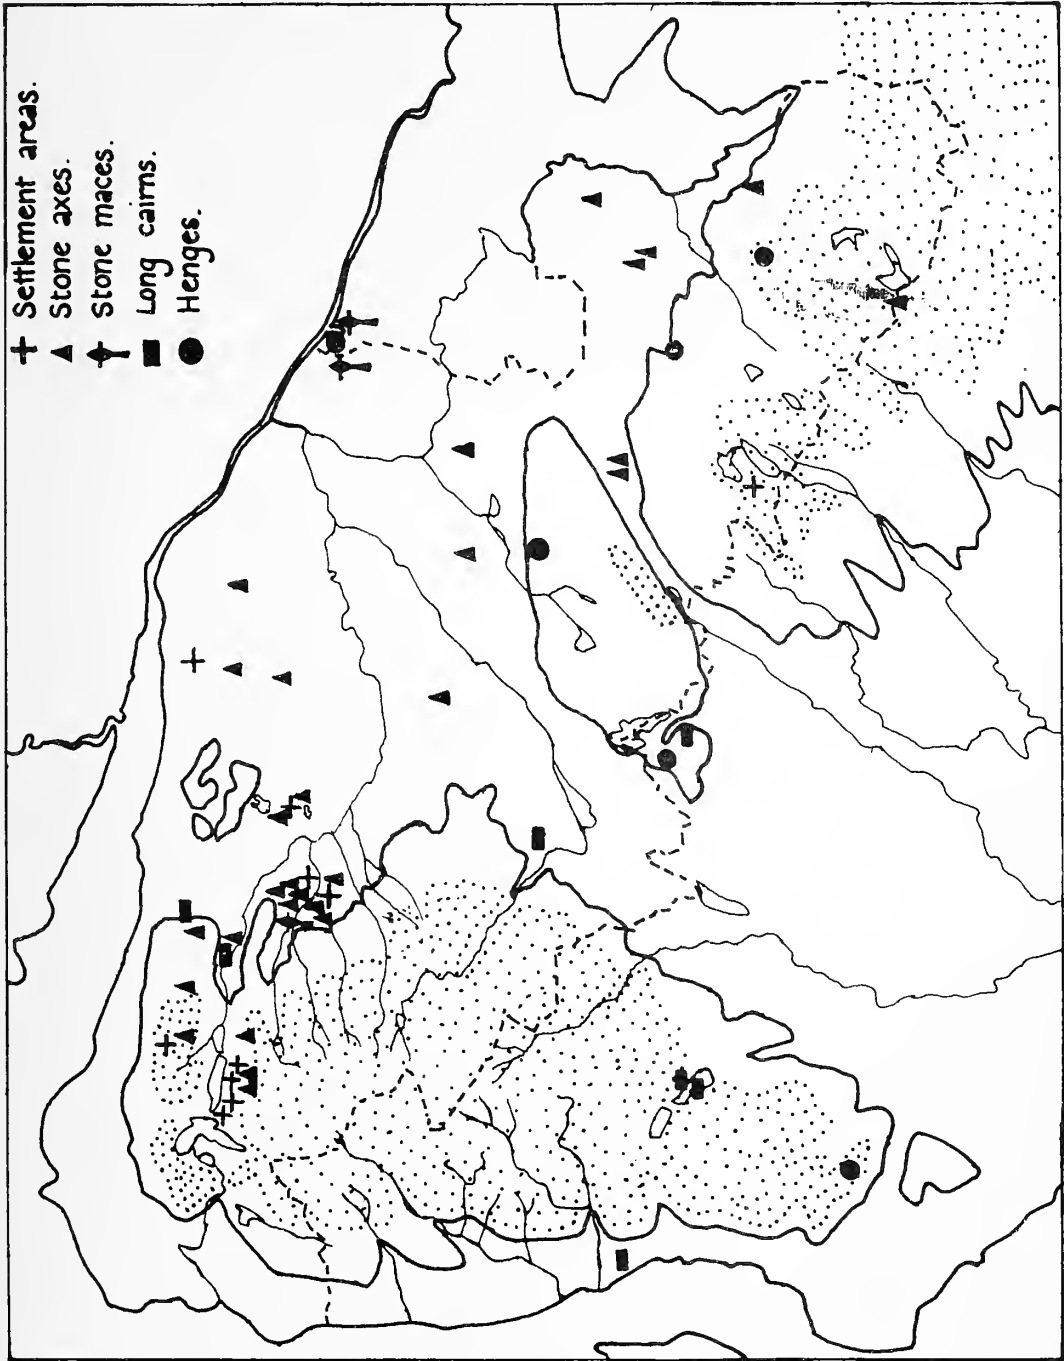 Settlement areas.
Stone axes.
Stone maces.
Long cairns.
Henges.